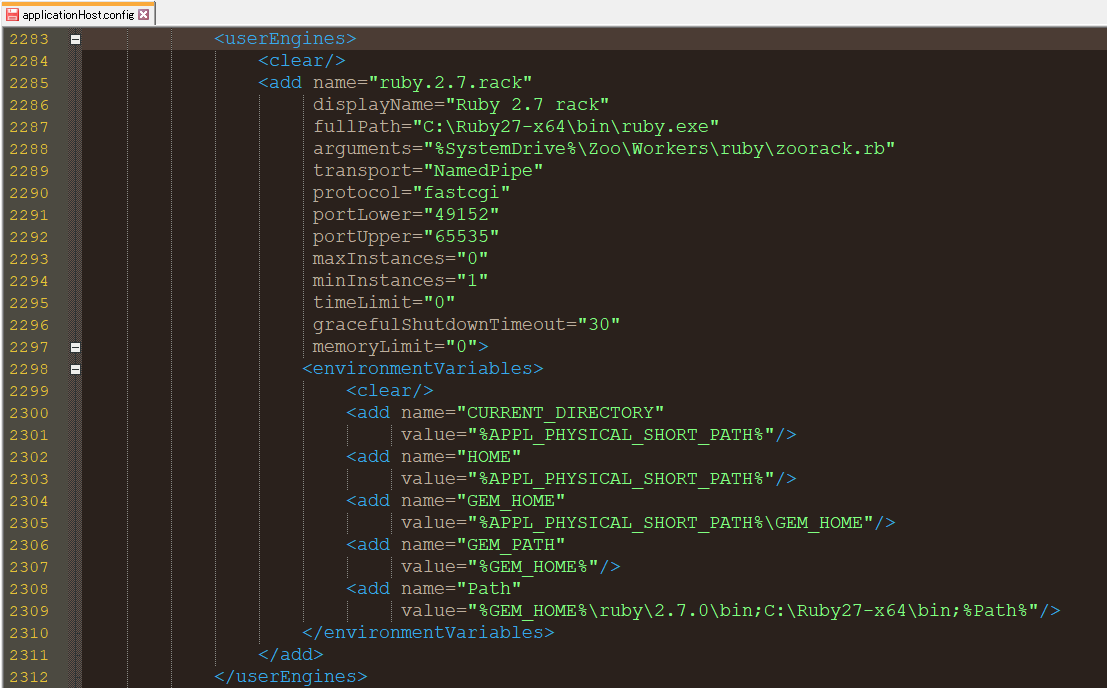 applicationHost.config
2283 <userEngines>
2284 <clear/>
2285 <add name="ruby.2.7.rack"
2286 displayName="Ruby 2.7 rack"
2287 fullPath="C:\Ruby27-x64\bin\ruby.exe"
2288 arguments="%SystemDrive%\Zoo\Workers\ruby\zoorack.rb"
2289 transport="NamedPipe"
2290 protocol="fastcgi"
2291 portLower="49152"
2292 portUpper="65535"
2293 maxInstances="0"
2294 minInstances="1"
2295 timeLimit="0"
2296 gracefulShutdownTimeout="30"
2297 memoryLimit="0">
2298 <environmentVariables>
2299 <clear/>
2300 <add name="CURRENT_DIRECTORY"
2301 value="%APPL_PHYSICAL_SHORT_PATH%"/>
2302 <add name="HOME"
2303 value="%APPL_PHYSICAL_SHORT_PATH%"/>
2304 <add name="GEM_HOME"
2305 value="%APPL_PHYSICAL_SHORT_PATH%\GEM_HOME"/>
2306 <add name="GEM_PATH"
2307 value="%GEM_HOME%"/>
2308 <add name="Path"
2309 value="%GEM_HOME%\ruby\2.7.0\bin;C:\Ruby27-x64\bin;%Path%"/>
2310 </environmentVariables>
2311 </add>
2312 </userEngines>